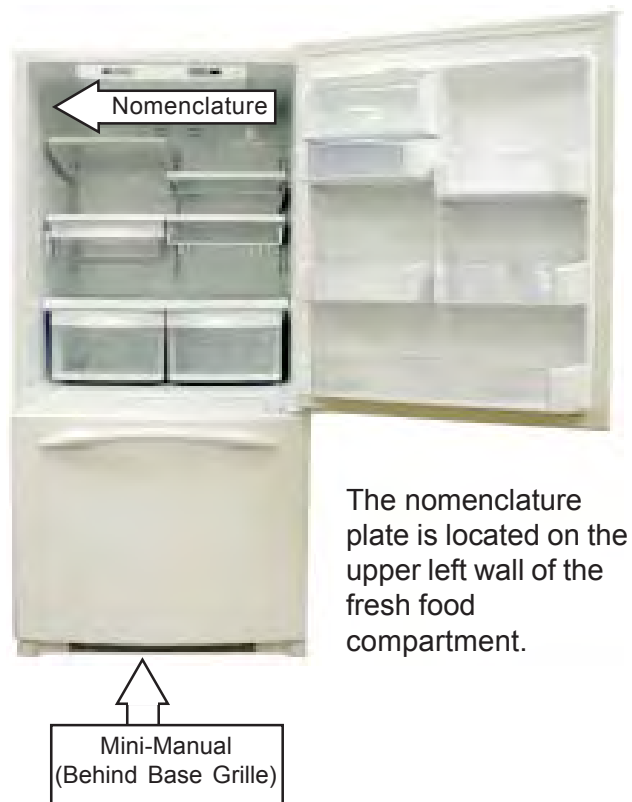 Nomenclature
The nomenclature
plate is located on the
upper left wall of the
fresh food
compartment.
Mini-Manual
(Behind Base Grille)